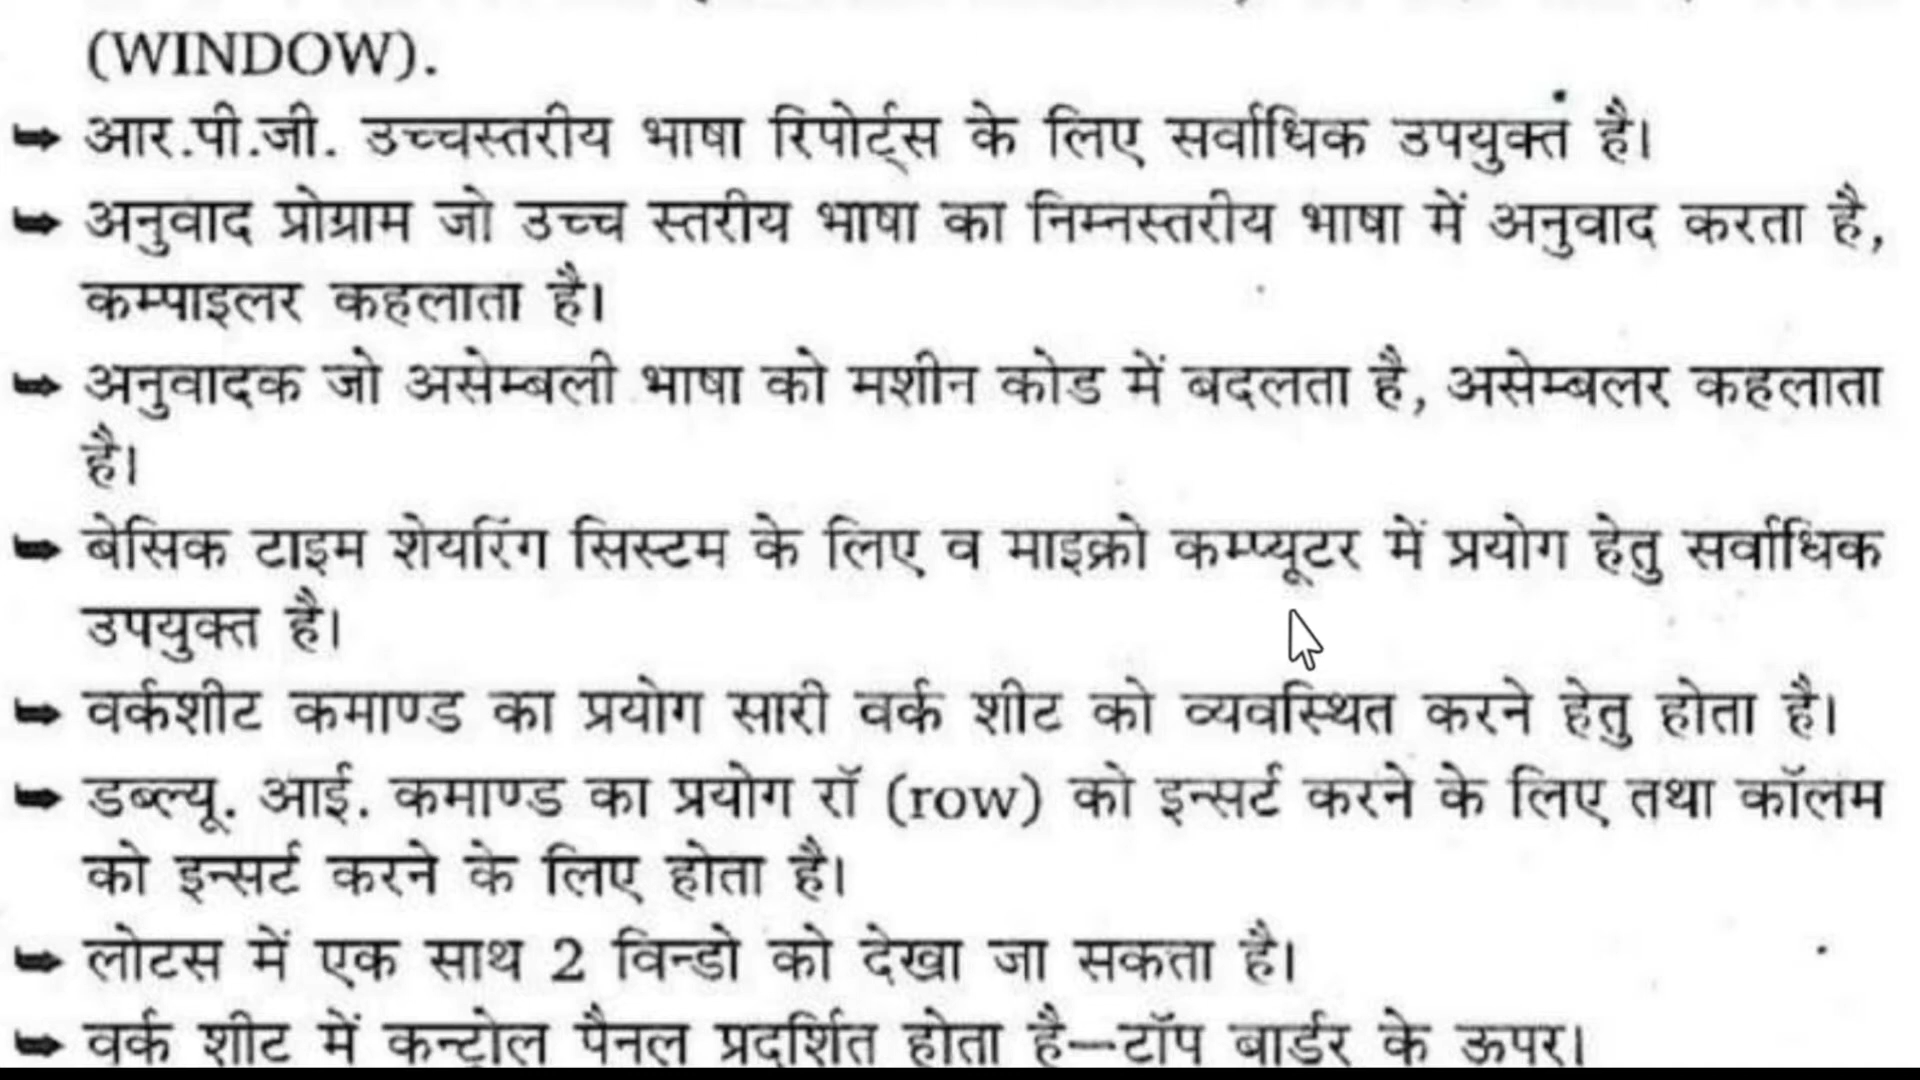 (WINDOW).
➥ आर.पी.जी. उच्चस्तरीय भाषा रिपोर्ट्स के लिए सर्वाधिक उपयुक्त है।
➥ अनुवाद प्रोग्राम जो उच्च स्तरीय भाषा का निम्नस्तरीय भाषा में अनुवाद करता है,
कम्पाइलर कहलाता है।
➥ अनुवादक जो असेम्बली भाषा को मशीन कोड में बदलता है, असेम्बलर कहलाता
है।
➥ बेसिक टाइम शेयरिंग सिस्टम के लिए व माइक्रो कम्प्यूटर में प्रयोग हेतु सर्वाधिक
उपयुक्त है।
➥ वर्कशीट कमाण्ड का प्रयोग सारी वर्क शीट को व्यवस्थित करने हेतु होता है।
➥ डब्ल्यू. आई. कमाण्ड का प्रयोग रॉ (row) को इन्सर्ट करने के लिए तथा कॉलम
को इन्सर्ट करने के लिए होता है।
➥ लोटस में एक साथ 2 विन्डो को देखा जा सकता है।
➥ वर्क शीट में कन्ट्रोल पैनल प्रदर्शित होता है—टॉप बार्डर के ऊपर।